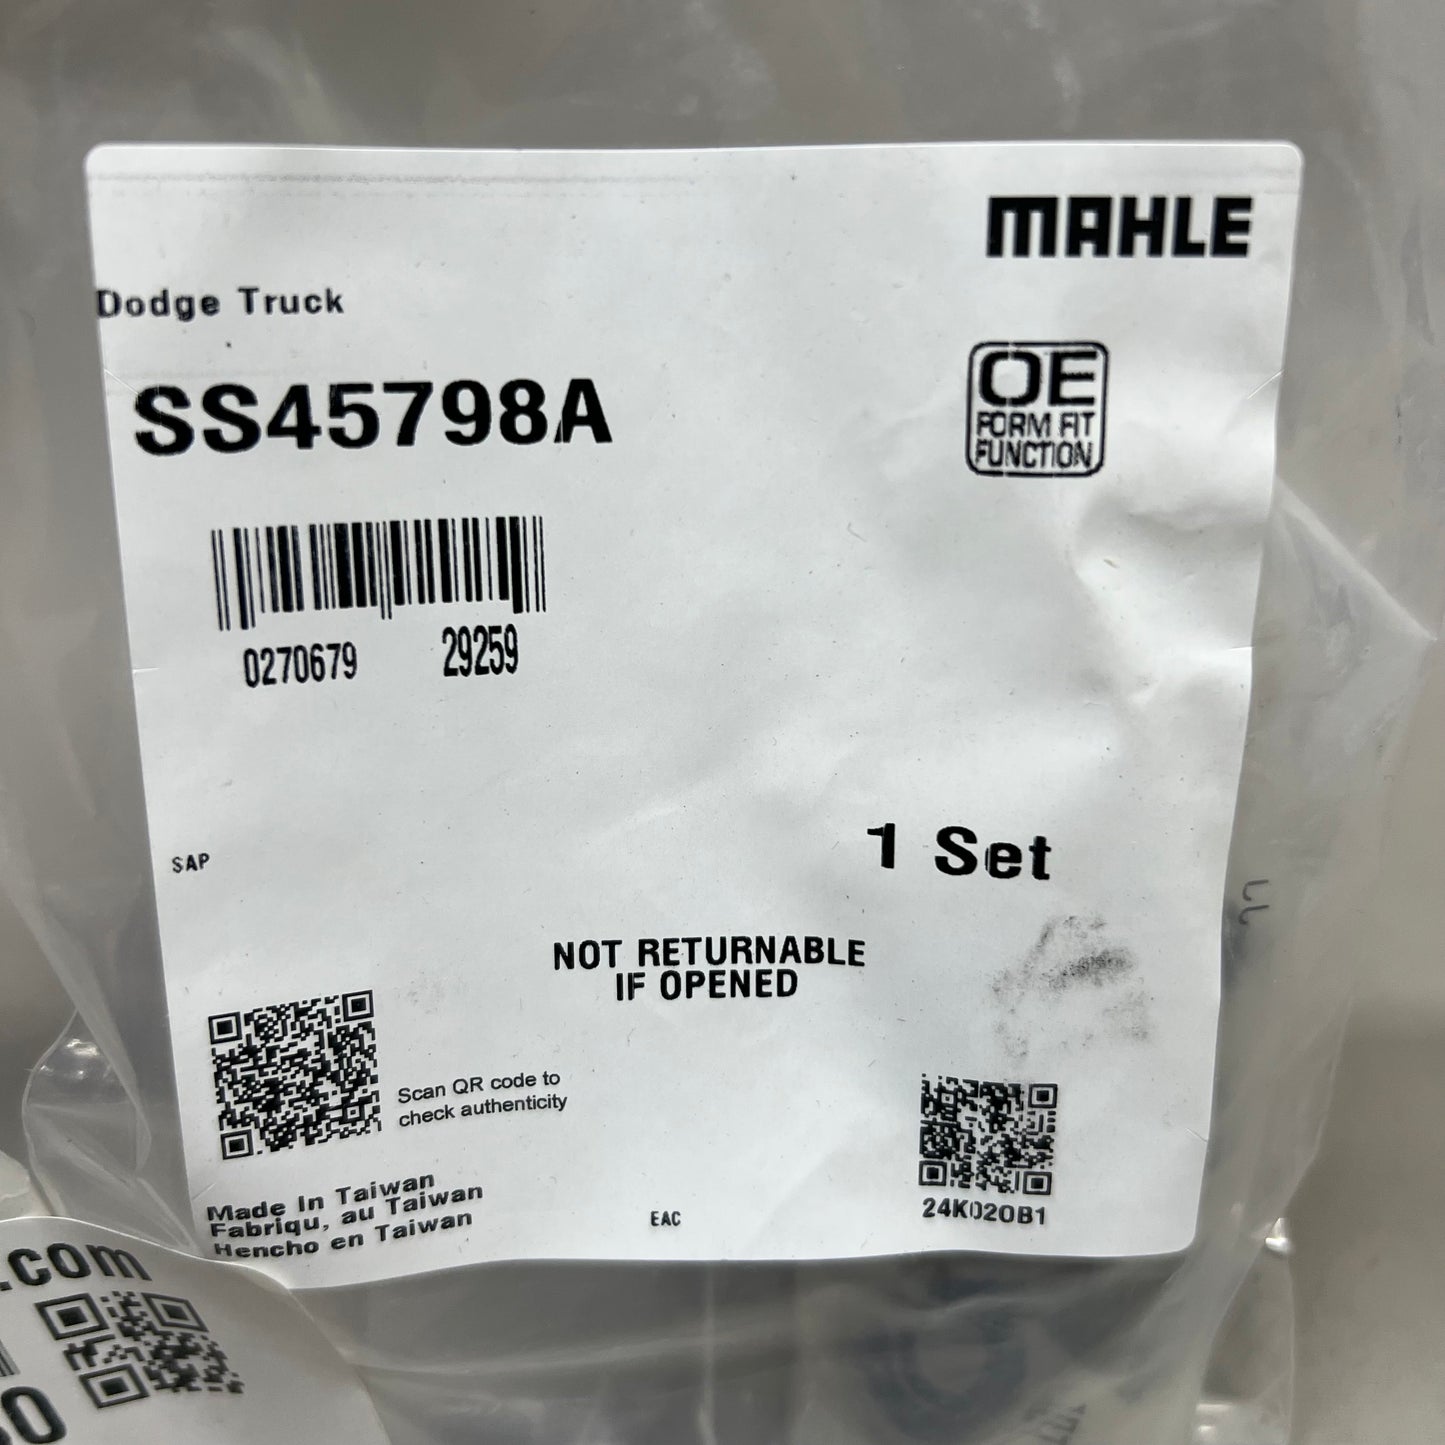 MAHLE
Dodge Truck
SS45798A
OE
FORM FIT
FUNCTION
0270679 29259
1 Set
SAP
NOT RETURNABLE
IF OPENED
Scan QR code to
check authenticity
Made In Taiwan
Fabriqu, au Taiwan
Hencho en Taiwan
EAC
24K020B1
.com